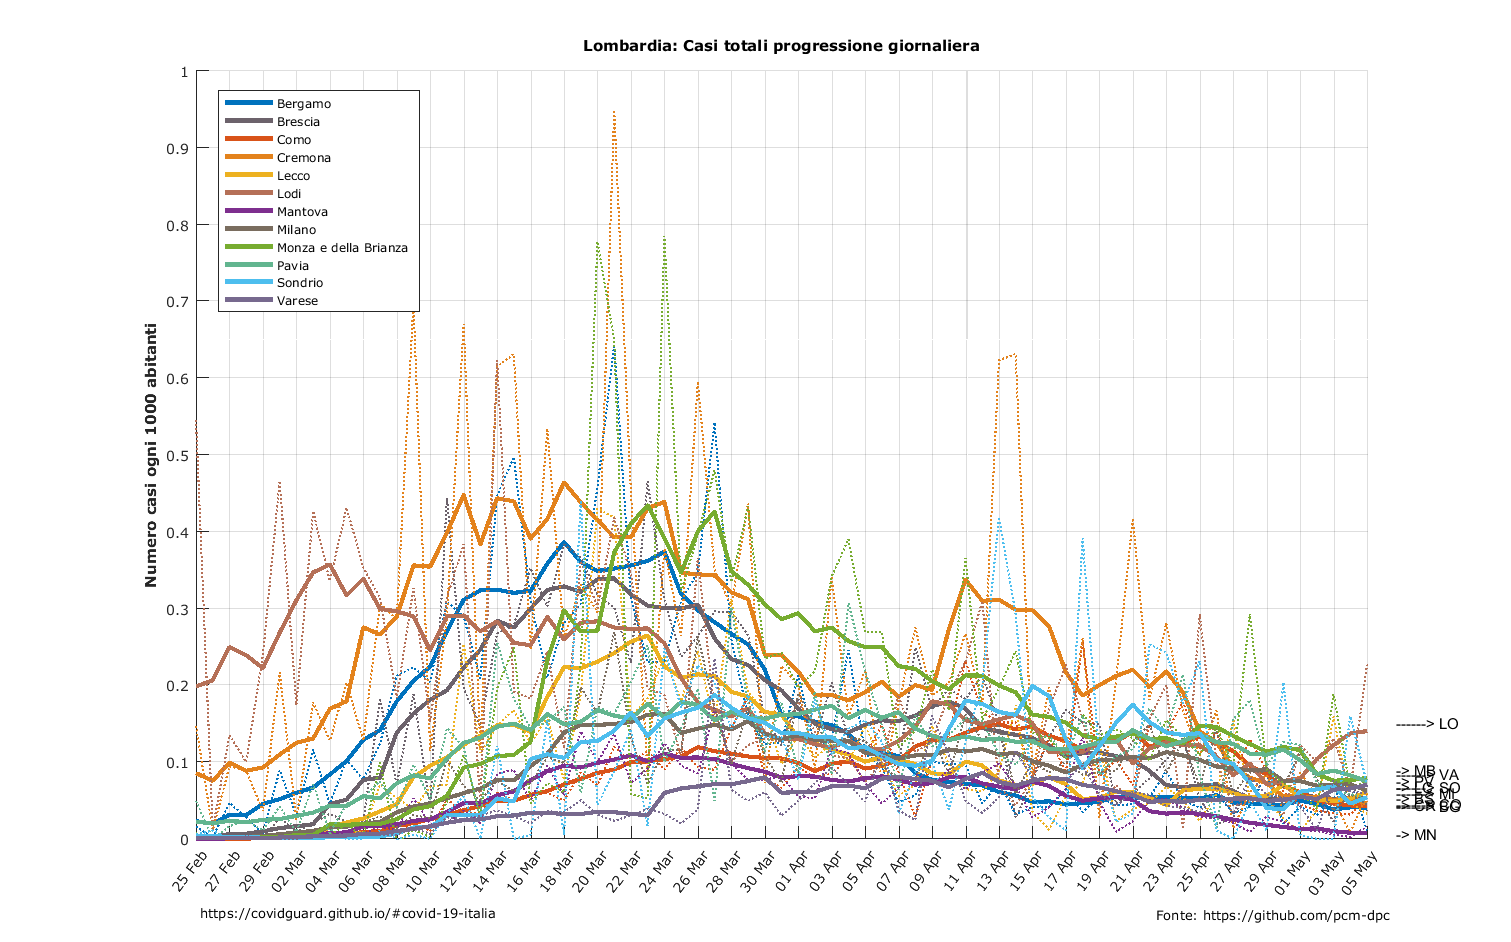 Lombardia: Casi totali progressione giornaliera
Numero casi ogni 1000 abitanti
1
0.9
0.8
0.7
0.6
0.5
0.4
0.3
0.2
0.1
0
Bergamo
Brescia
Como
Cremona
Lecco
Lodi
Mantova
Milano
Monza e della Brianza
Pavia
Sondrio
Varese
------> LO
-> MB
VA
-> PV
SO
-> MN
25 Feb
27 Feb
29 Feb
02 Mar
04 Mar
06 Mar
08 Mar
10 Mar
12 Mar
14 Mar
16 Mar
18 Mar
20 Mar
22 Mar
24 Mar
26 Mar
28 Mar
30 Mar
01 Apr
03 Apr
05 Apr
07 Apr
09 Apr
11 Apr
13 Apr
15 Apr
17 Apr
19 Apr
21 Apr
23 Apr
25 Apr
27 Apr
29 Apr
01 May
03 May
05 May
https://covidguard.github.io/#covid-19-italia
Fonte: https://github.com/pcm-dpc